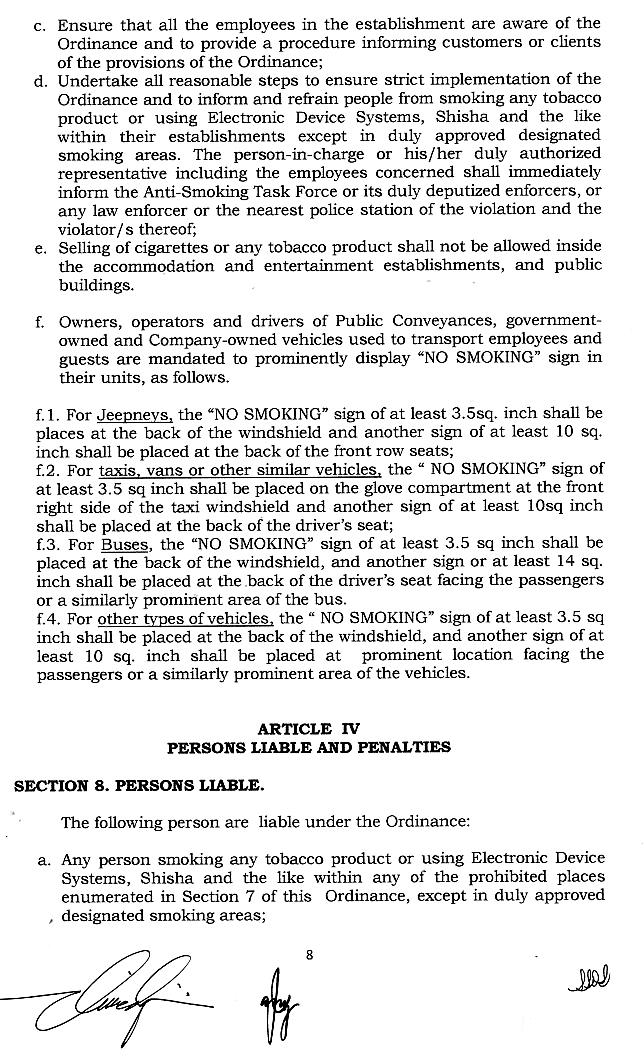 c. Ensure that all the employees in the establishment are aware of the
Ordinance and to provide a procedure informing customers or clients
of the provisions of the Ordinance;
d. Undertake all reasonable steps to ensure strict implementation of the
Ordinance and to inform and refrain people from smoking any tobacco
product or using Electronic Device Systems, Shisha and the like
within their establishments except in duly approved designated
smoking areas. The person-in-charge or his/her duly authorized
representative including the employees concerned shall immediately
inform the Anti-Smoking Task Force or its duly deputized enforcers, or
any law enforcer or the nearest police station of the violation and the
violator/s thereof;
e. Selling of cigarettes or any tobacco product shall not be allowed inside
the accommodation and entertainment establishments, and public
buildings.
f. Owners, operators and drivers of Public Conveyances, government-
owned and Company-owned vehicles used to transport employees and
guests are mandated to prominently display “NO SMOKING” sign in
their units, as follows.
f.1. For Jeepneys, the “NO SMOKING” sign of at least 3.5sq. inch shall be
places at the back of the windshield and another sign of at least 10 sq.
inch shall be placed at the back of the front row seats;
f.2. For taxis, vans or other similar vehicles, the “ NO SMOKING” sign of
at least 3.5 sq inch shall be placed on the glove compartment at the front
right side of the taxi windshield and another sign of at least 10sq inch
shall be placed at the back of the driver’s seat;
f.3. For Buses, the “NO SMOKING” sign of at least 3.5 sq inch shall be
placed at the back of the windshield, and another sign or at least 14 sq.
inch shall be placed at the back of the driver’s seat facing the passengers
or a similarly prominent area of the bus.
f.4. For other types of vehicles, the “ NO SMOKING” sign of at least 3.5 sq
inch shall be placed at the back of the windshield, and another sign of at
least 10 sq. inch shall be placed at prominent location facing the
passengers or a similarly prominent area of the vehicles.
ARTICLE IV
PERSONS LIABLE AND PENALTIES
SECTION 8. PERSONS LIABLE.
The following person are liable under the Ordinance:
a. Any person smoking any tobacco product or using Electronic Device
Systems, Shisha and the like within any of the prohibited places
enumerated in Section 7 of this Ordinance, except in duly approved
designated smoking areas;
8